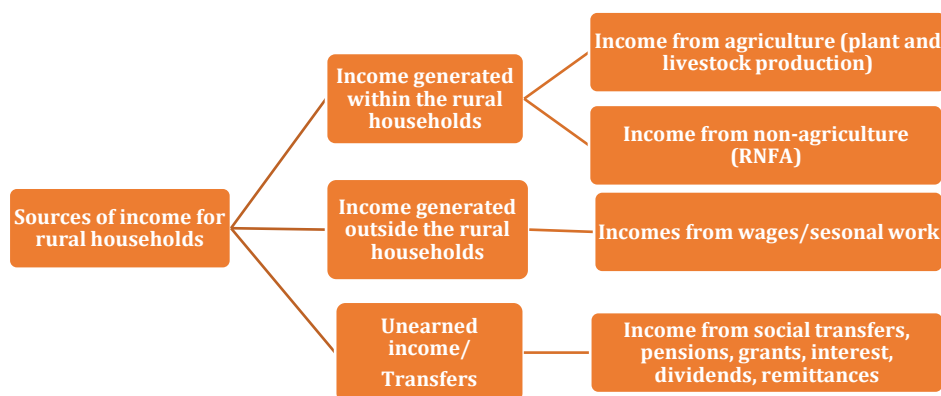 Sources of income for
rural households
Income generated
within the rural
households
Income from agriculture (plant and
livestock production)
Income from non-agriculture
(RNFA)
Income generated
outside the rural
households
Incomes from wages/sesonal work
Unearned
income/
Transfers
Income from social transfers,
pensions, grants, interest,
dividends, remittances